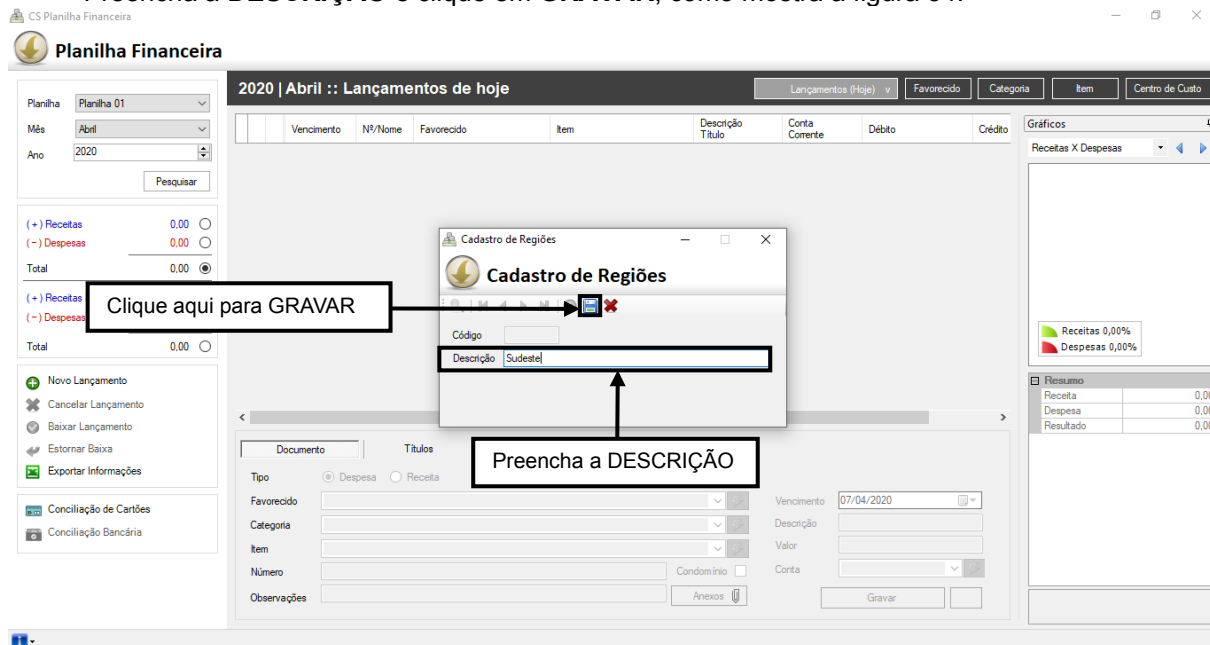 CS Planilha Financeira
Planilha Financeira
Planilha Planilha 01
Mês Abril
Ano 2020
Pesquisar
(+) Receitas 0,00
(-) Despesas 0,00
Total 0,00
(+) Receitas
(-) Despesas
Total 0,00
Novo Lançamento
Cancelar Lançamento
Baixar Lançamento
Estornar Baixa
Exportar Informações
Conciliação de Cartões
Conciliação Bancária
2020 | Abril :: Lançamentos de hoje
Lançamentos (Hoje) v Favorecido Categoria Item Centro de Custo
Vencimento Nº/Nome Favorecido Item Descrição Título Conta Corrente Débito Crédito
Cadastro de Regiões
Cadastro de Regiões
Código
Descrição Sudeste
Clique aqui para GRAVAR
Preencha a DESCRIÇÃO
Documento Títulos
Tipo Despesa Receita
Favorecido
Categoria
Item
Número Condomínio
Observações Anexos
Vencimento 07/04/2020
Descrição
Valor
Conta
Gravar
Gráficos
Receitas X Despesas
Receitas 0,00%
Despesas 0,00%
Resumo
Receita 0,00
Despesa 0,00
Resultado 0,00